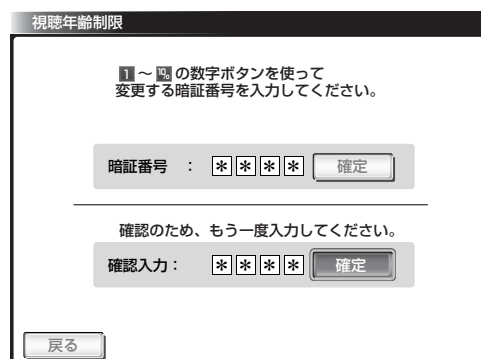 視聴年齢制限
1 ～ 10 の数字ボタンを使って
変更する暗証番号を入力してください。
暗証番号 ： ＊＊＊＊ 確定
確認のため、もう一度入力してください。
確認入力： ＊＊＊＊ 確定
戻る